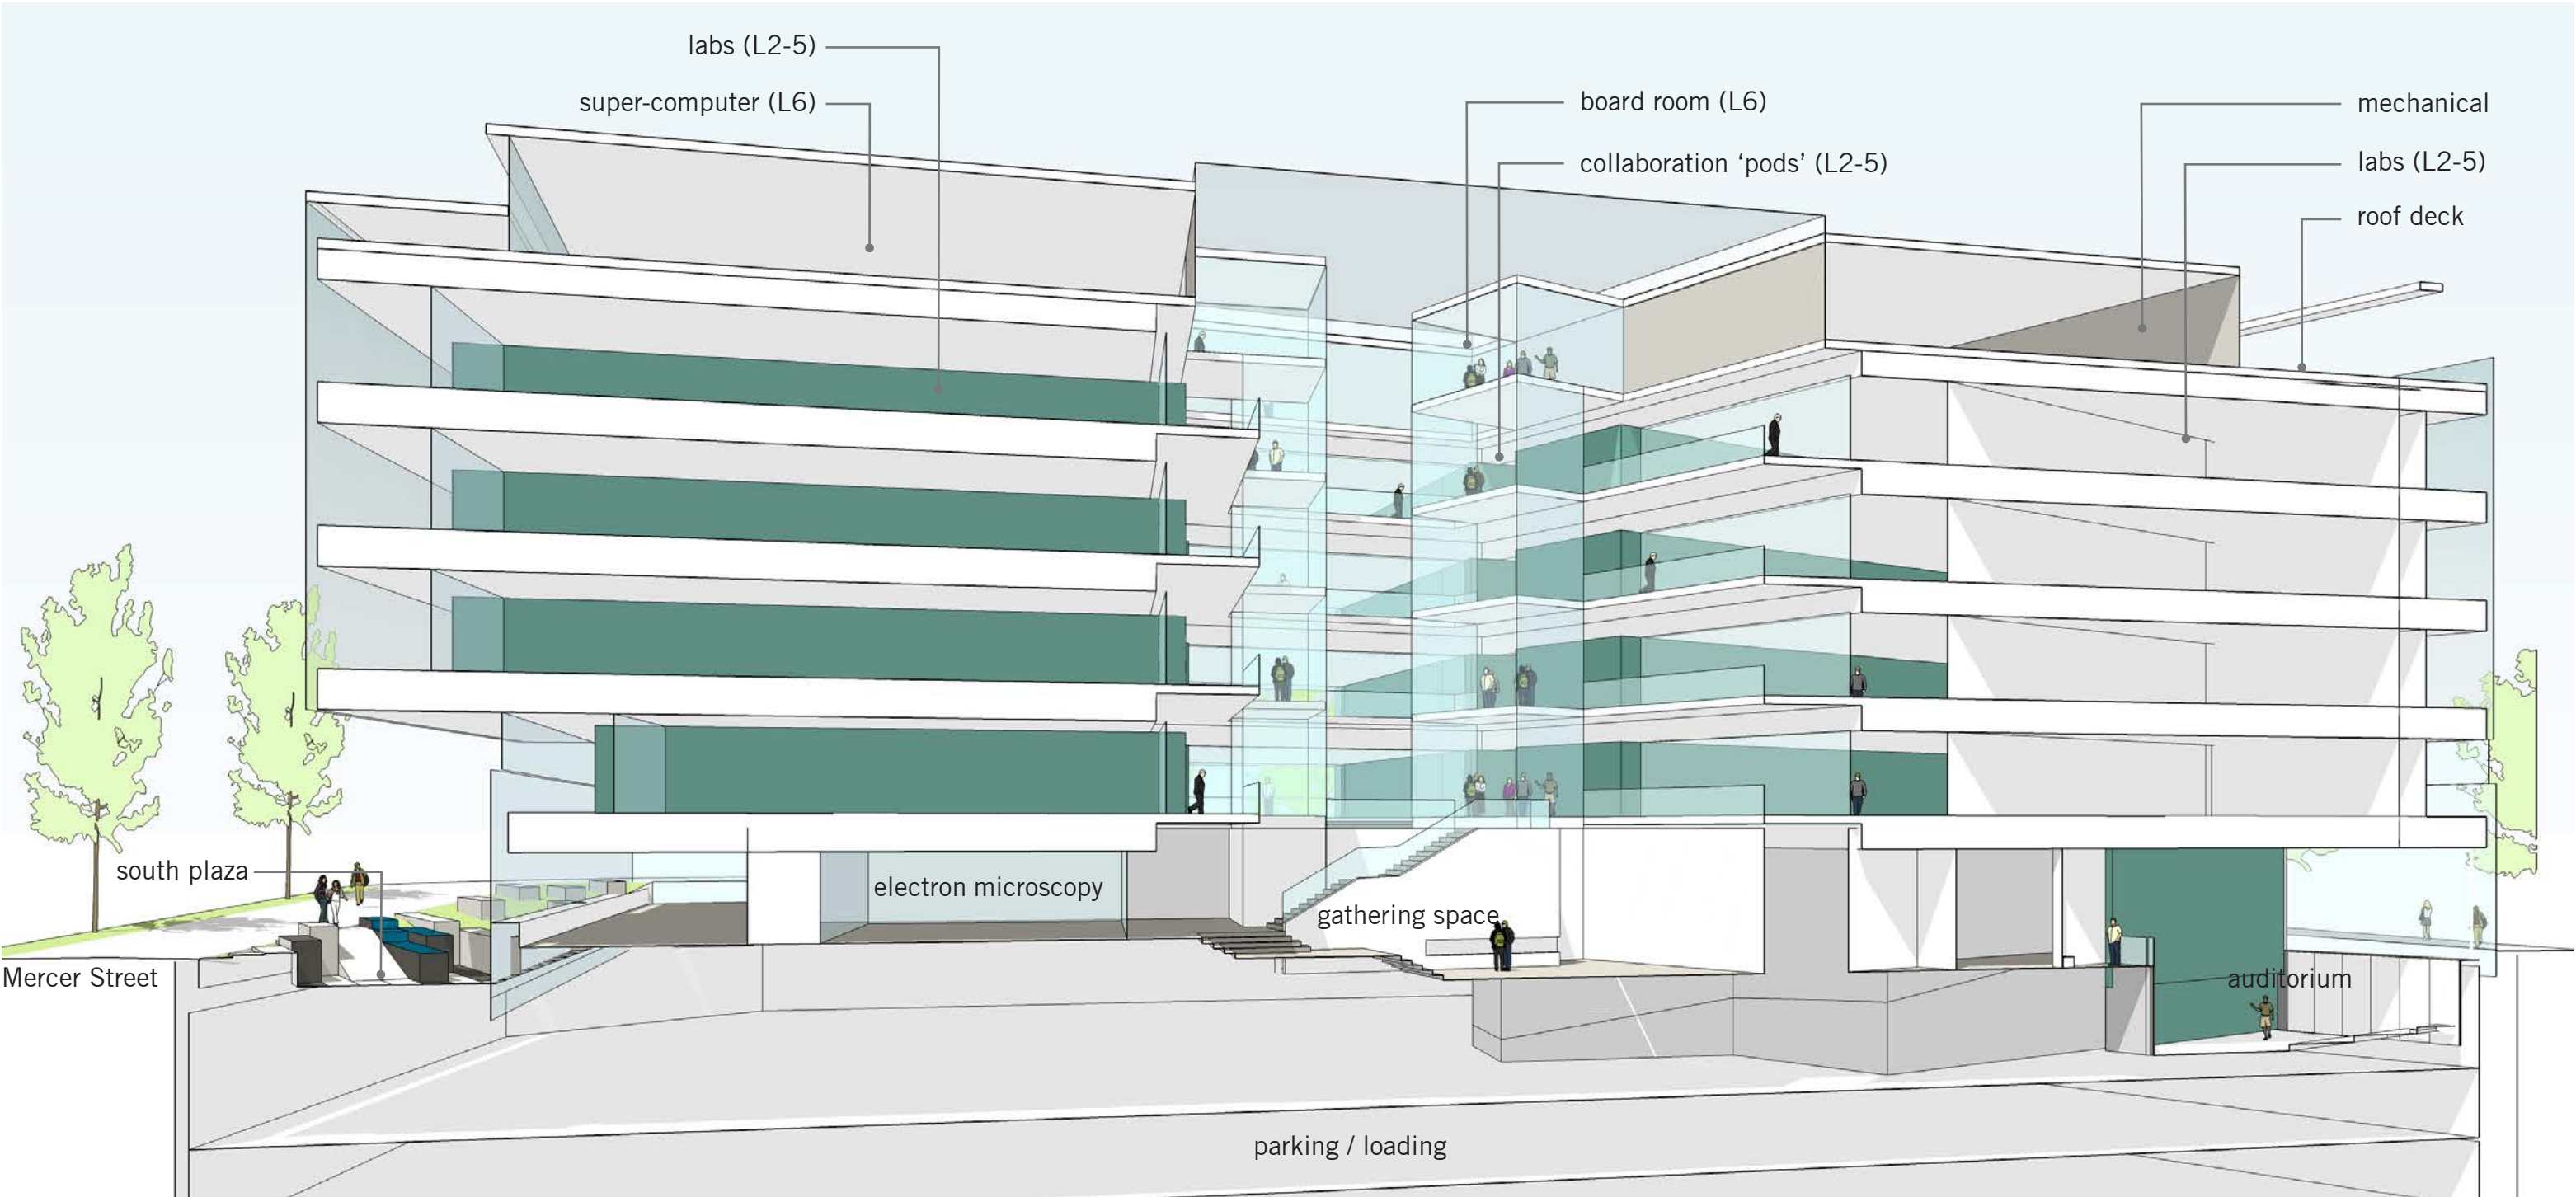 labs (L2-5)
super-computer (L6)
board room (L6)
collaboration ‘pods’ (L2-5)
mechanical
labs (L2-5)
roof deck
south plaza
electron microscopy
gathering space
Mercer Street
auditorium
parking / loading